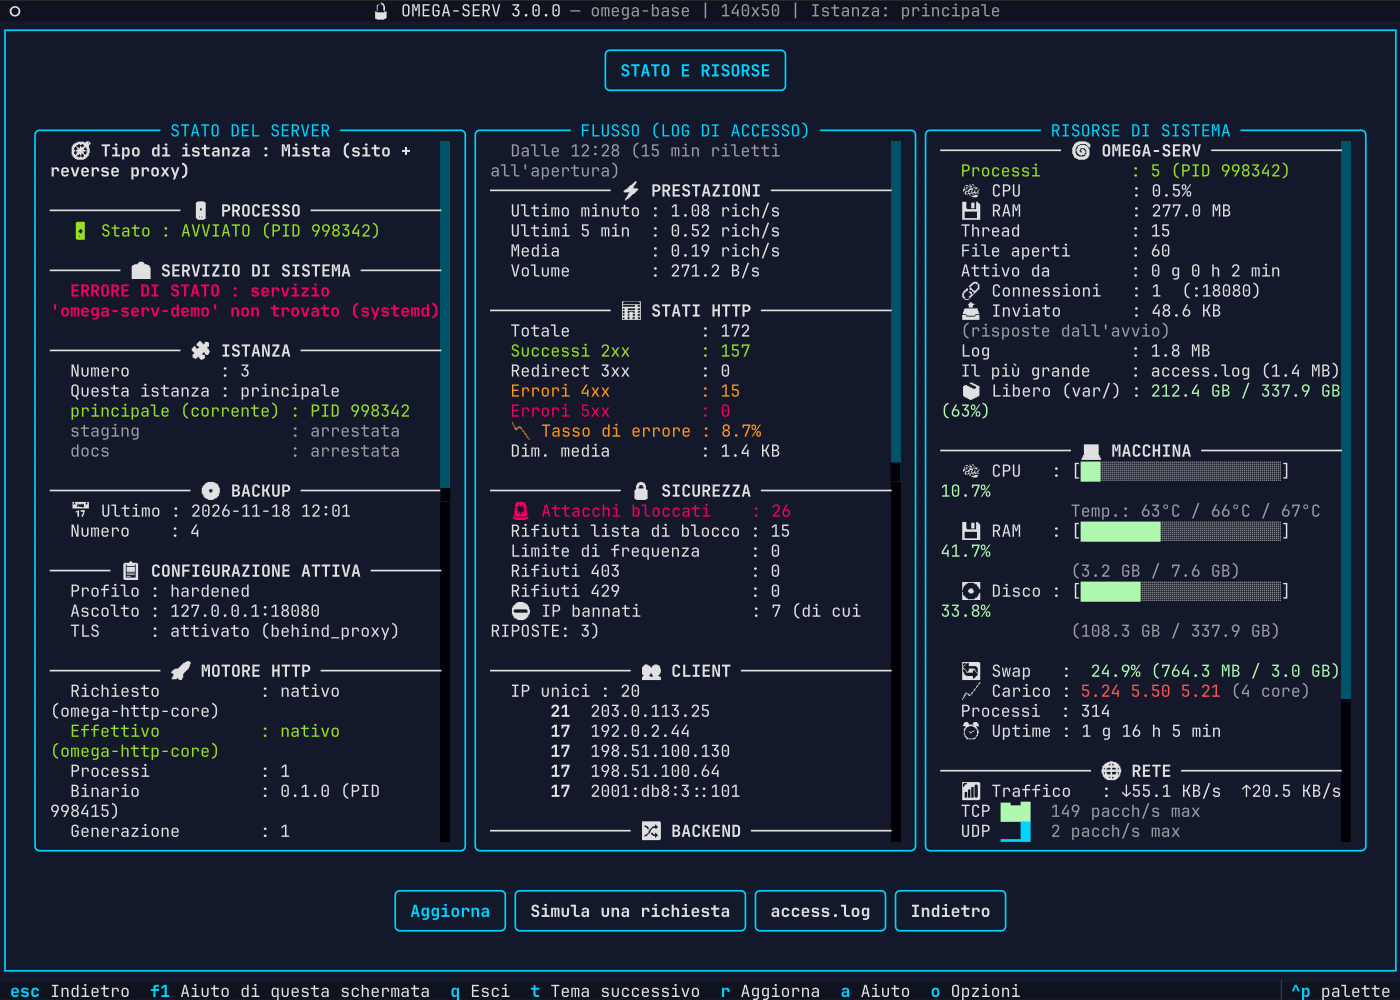 OMEGA-SERV 3.0.0 — omega-base | 140x50 | Istanza: principale
STATO E RISORSE
STATO DEL SERVER
Tipo di istanza : Mista (sito +
reverse proxy)
PROCESSO
Stato : AVVIATO (PID 998342)
SERVIZIO DI SISTEMA
ERRORE DI STATO : servizio
'omega-serv-demo' non trovato (systemd)
ISTANZA
Numero : 3
Questa istanza : principale
principale (corrente) : PID 998342
staging : arrestata
docs : arrestata
BACKUP
Ultimo : 2026-11-18 12:01
Numero : 4
CONFIGURAZIONE ATTIVA
Profilo : hardened
Ascolto : 127.0.0.1:18080
TLS : attivato (behind_proxy)
MOTORE HTTP
Richiesto : nativo
(omega-http-core)
Effettivo : nativo
(omega-http-core)
Processi : 1
Binario : 0.1.0 (PID
998415)
Generazione : 1
FLUSSO (LOG DI ACCESSO)
Dalle 12:28 (15 min riletti
all'apertura)
PRESTAZIONI
Ultimo minuto : 1.08 rich/s
Ultimi 5 min : 0.52 rich/s
Media : 0.19 rich/s
Volume : 271.2 B/s
STATI HTTP
Totale : 172
Successi 2xx : 157
Redirect 3xx : 0
Errori 4xx : 15
Errori 5xx : 0
Tasso di errore : 8.7%
Dim. media : 1.4 KB
SICUREZZA
Attacchi bloccati : 26
Rifiuti lista di blocco : 15
Limite di frequenza : 0
Rifiuti 403 : 0
Rifiuti 429 : 0
IP bannati : 7 (di cui
RIPOSTE: 3)
CLIENT
IP unici : 20
21 203.0.113.25
17 192.0.2.44
17 198.51.100.130
17 198.51.100.64
17 2001:db8:3::101
BACKEND
RISORSE DI SISTEMA
OMEGA-SERV
Processi : 5 (PID 998342)
CPU : 0.5%
RAM : 277.0 MB
Thread : 15
File aperti : 60
Attivo da : 0 g 0 h 2 min
Connessioni : 1 (:18080)
Inviato : 48.6 KB
(risposte dall'avvio)
Log : 1.8 MB
Il più grande : access.log (1.4 MB)
Libero (var/) : 212.4 GB / 337.9 GB
(63%)
MACCHINA
CPU : [ ]
10.7%
Temp.: 63°C / 66°C / 67°C
RAM : [ ]
41.7%
(3.2 GB / 7.6 GB)
Disco : [ ]
33.8%
(108.3 GB / 337.9 GB)
Swap : 24.9% (764.3 MB / 3.0 GB)
Carico : 5.24 5.50 5.21 (4 core)
Processi : 314
Uptime : 1 g 16 h 5 min
RETE
Traffico : ↓55.1 KB/s ↑20.5 KB/s
TCP 149 pacch/s max
UDP 2 pacch/s max
Aggiorna Simula una richiesta access.log Indietro
esc Indietro f1 Aiuto di questa schermata q Esci t Tema successivo r Aggiorna a Aiuto o Opzioni ^p palette